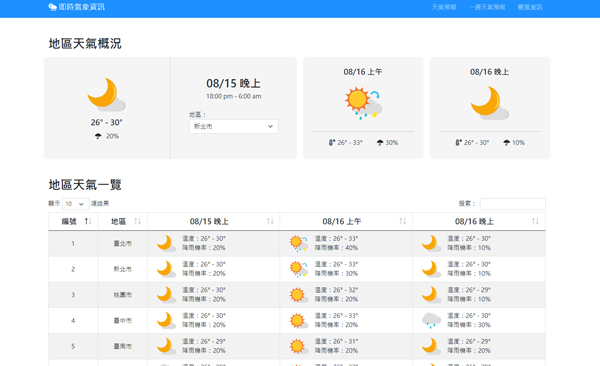 即時氣象資訊
天氣預報 一週天氣預報 颱風資訊
地區天氣概況
26° - 30°
20%
08/15 晚上
18:00 pm - 6:00 am
地區：
新北市
08/16 上午
26° - 33° 30%
08/16 晚上
26° - 30° 10%
地區天氣一覽
顯示 10 項結果 搜索：
編號 地區 08/15 晚上 08/16 上午 08/16 晚上
1 臺北市 溫度：26° - 30° 降雨機率：20% 溫度：26° - 33° 降雨機率：40% 溫度：26° - 30° 降雨機率：10%
2 新北市 溫度：26° - 30° 降雨機率：20% 溫度：26° - 33° 降雨機率：30% 溫度：26° - 30° 降雨機率：10%
3 桃園市 溫度：26° - 30° 降雨機率：20% 溫度：26° - 32° 降雨機率：20% 溫度：26° - 29° 降雨機率：10%
4 臺中市 溫度：26° - 30° 降雨機率：20% 溫度：26° - 33° 降雨機率：20% 溫度：26° - 30° 降雨機率：30%
5 臺南市 溫度：26° - 29° 降雨機率：20% 溫度：26° - 31° 降雨機率：20% 溫度：26° - 29° 降雨機率：20%